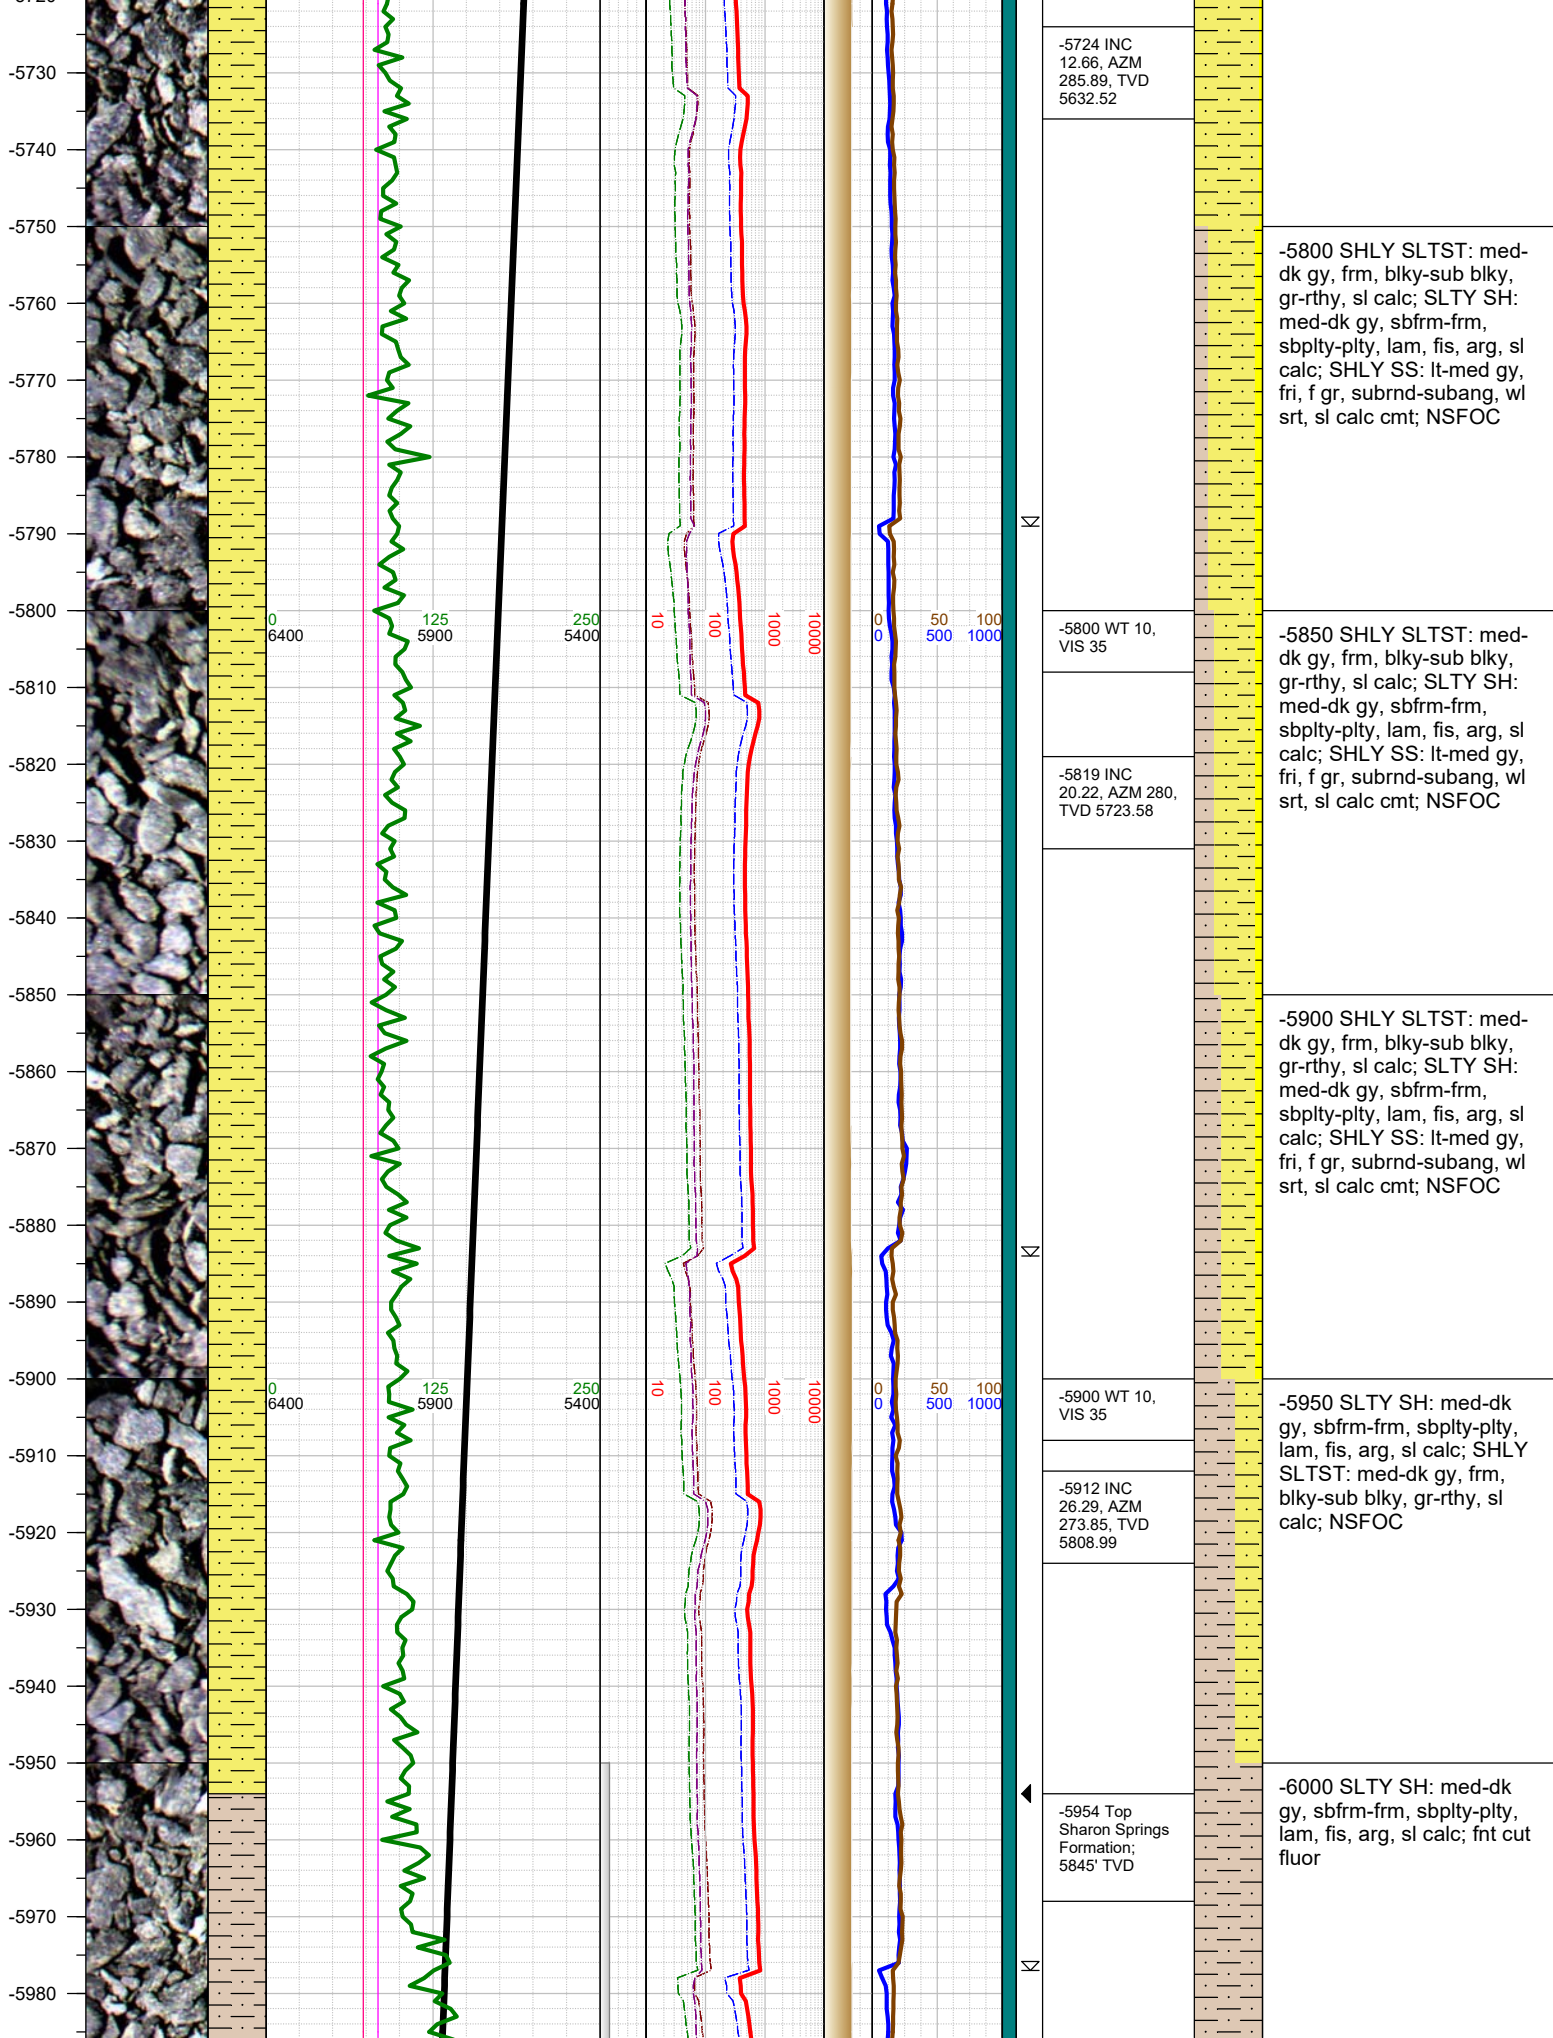 -5720
-5730
-5740
-5750
-5760
-5770
-5780
-5790
-5800
-5810
-5820
-5830
-5840
-5850
-5860
-5870
-5880
-5890
-5900
-5910
-5920
-5930
-5940
-5950
-5960
-5970
-5980
0 125 250
6400 5900 5400
10 100 1000 10000
0 50 100
0 500 1000
0 125 250
6400 5900 5400
10 100 1000 10000
0 50 100
0 500 1000
-5724 INC
12.66, AZM
285.89, TVD
5632.52
-5800 WT 10,
VIS 35
-5819 INC
20.22, AZM 280,
TVD 5723.58
-5900 WT 10,
VIS 35
-5912 INC
26.29, AZM
273.85, TVD
5808.99
-5954 Top
Sharon Springs
Formation;
5845' TVD
-5800 SHLY SLTST: med-
dk gy, frm, blky-sub blky,
gr-rthy, sl calc; SLTY SH:
med-dk gy, sbfrm-frm,
sbplty-plty, lam, fis, arg, sl
calc; SHLY SS: lt-med gy,
fri, f gr, subrnd-subang, wl
srt, sl calc cmt; NSFOC
-5850 SHLY SLTST: med-
dk gy, frm, blky-sub blky,
gr-rthy, sl calc; SLTY SH:
med-dk gy, sbfrm-frm,
sbplty-plty, lam, fis, arg, sl
calc; SHLY SS: lt-med gy,
fri, f gr, subrnd-subang, wl
srt, sl calc cmt; NSFOC
-5900 SHLY SLTST: med-
dk gy, frm, blky-sub blky,
gr-rthy, sl calc; SLTY SH:
med-dk gy, sbfrm-frm,
sbplty-plty, lam, fis, arg, sl
calc; SHLY SS: lt-med gy,
fri, f gr, subrnd-subang, wl
srt, sl calc cmt; NSFOC
-5950 SLTY SH: med-dk
gy, sbfrm-frm, sbplty-plty,
lam, fis, arg, sl calc; SHLY
SLTST: med-dk gy, frm,
blky-sub blky, gr-rthy, sl
calc; NSFOC
-6000 SLTY SH: med-dk
gy, sbfrm-frm, sbplty-plty,
lam, fis, arg, sl calc; fnt cut
fluor